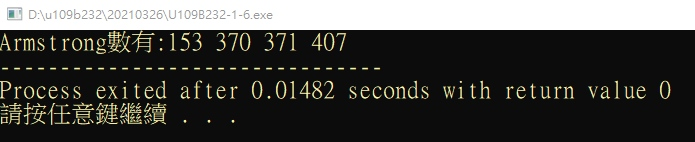 D:\u109b232\20210326\U109B232-1-6.exe
Armstrong數有:153 370 371 407
--------------------------------
Process exited after 0.01482 seconds with return value 0
請按任意鍵繼續 . . .